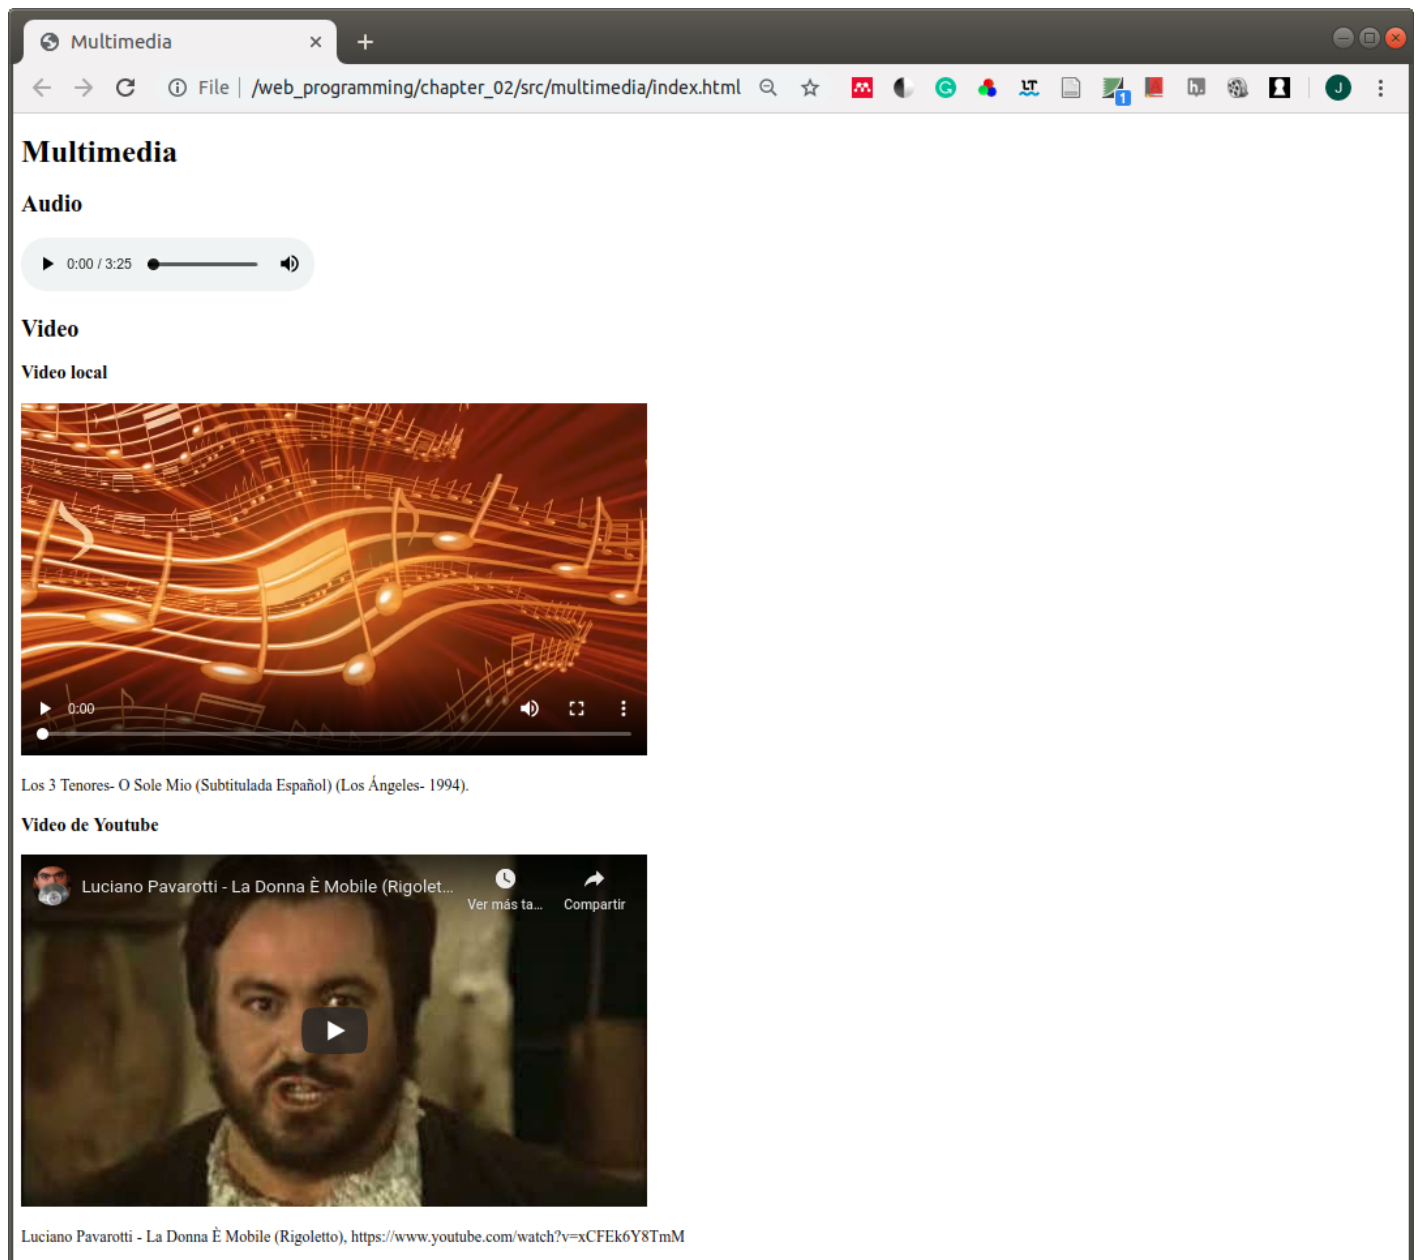 Multimedia
File | /web_programming/chapter_02/src/multimedia/index.html
1
J
Multimedia
Audio
0:00 / 3:25
Video
Video local
0:00
Los 3 Tenores- O Sole Mio (Subtitulada Español) (Los Ángeles- 1994).
Video de Youtube
Luciano Pavarotti - La Donna È Mobile (Rigolet...
Ver más ta...
Compartir
Luciano Pavarotti - La Donna È Mobile (Rigoletto), https://www.youtube.com/watch?v=xCFEk6Y8TmM